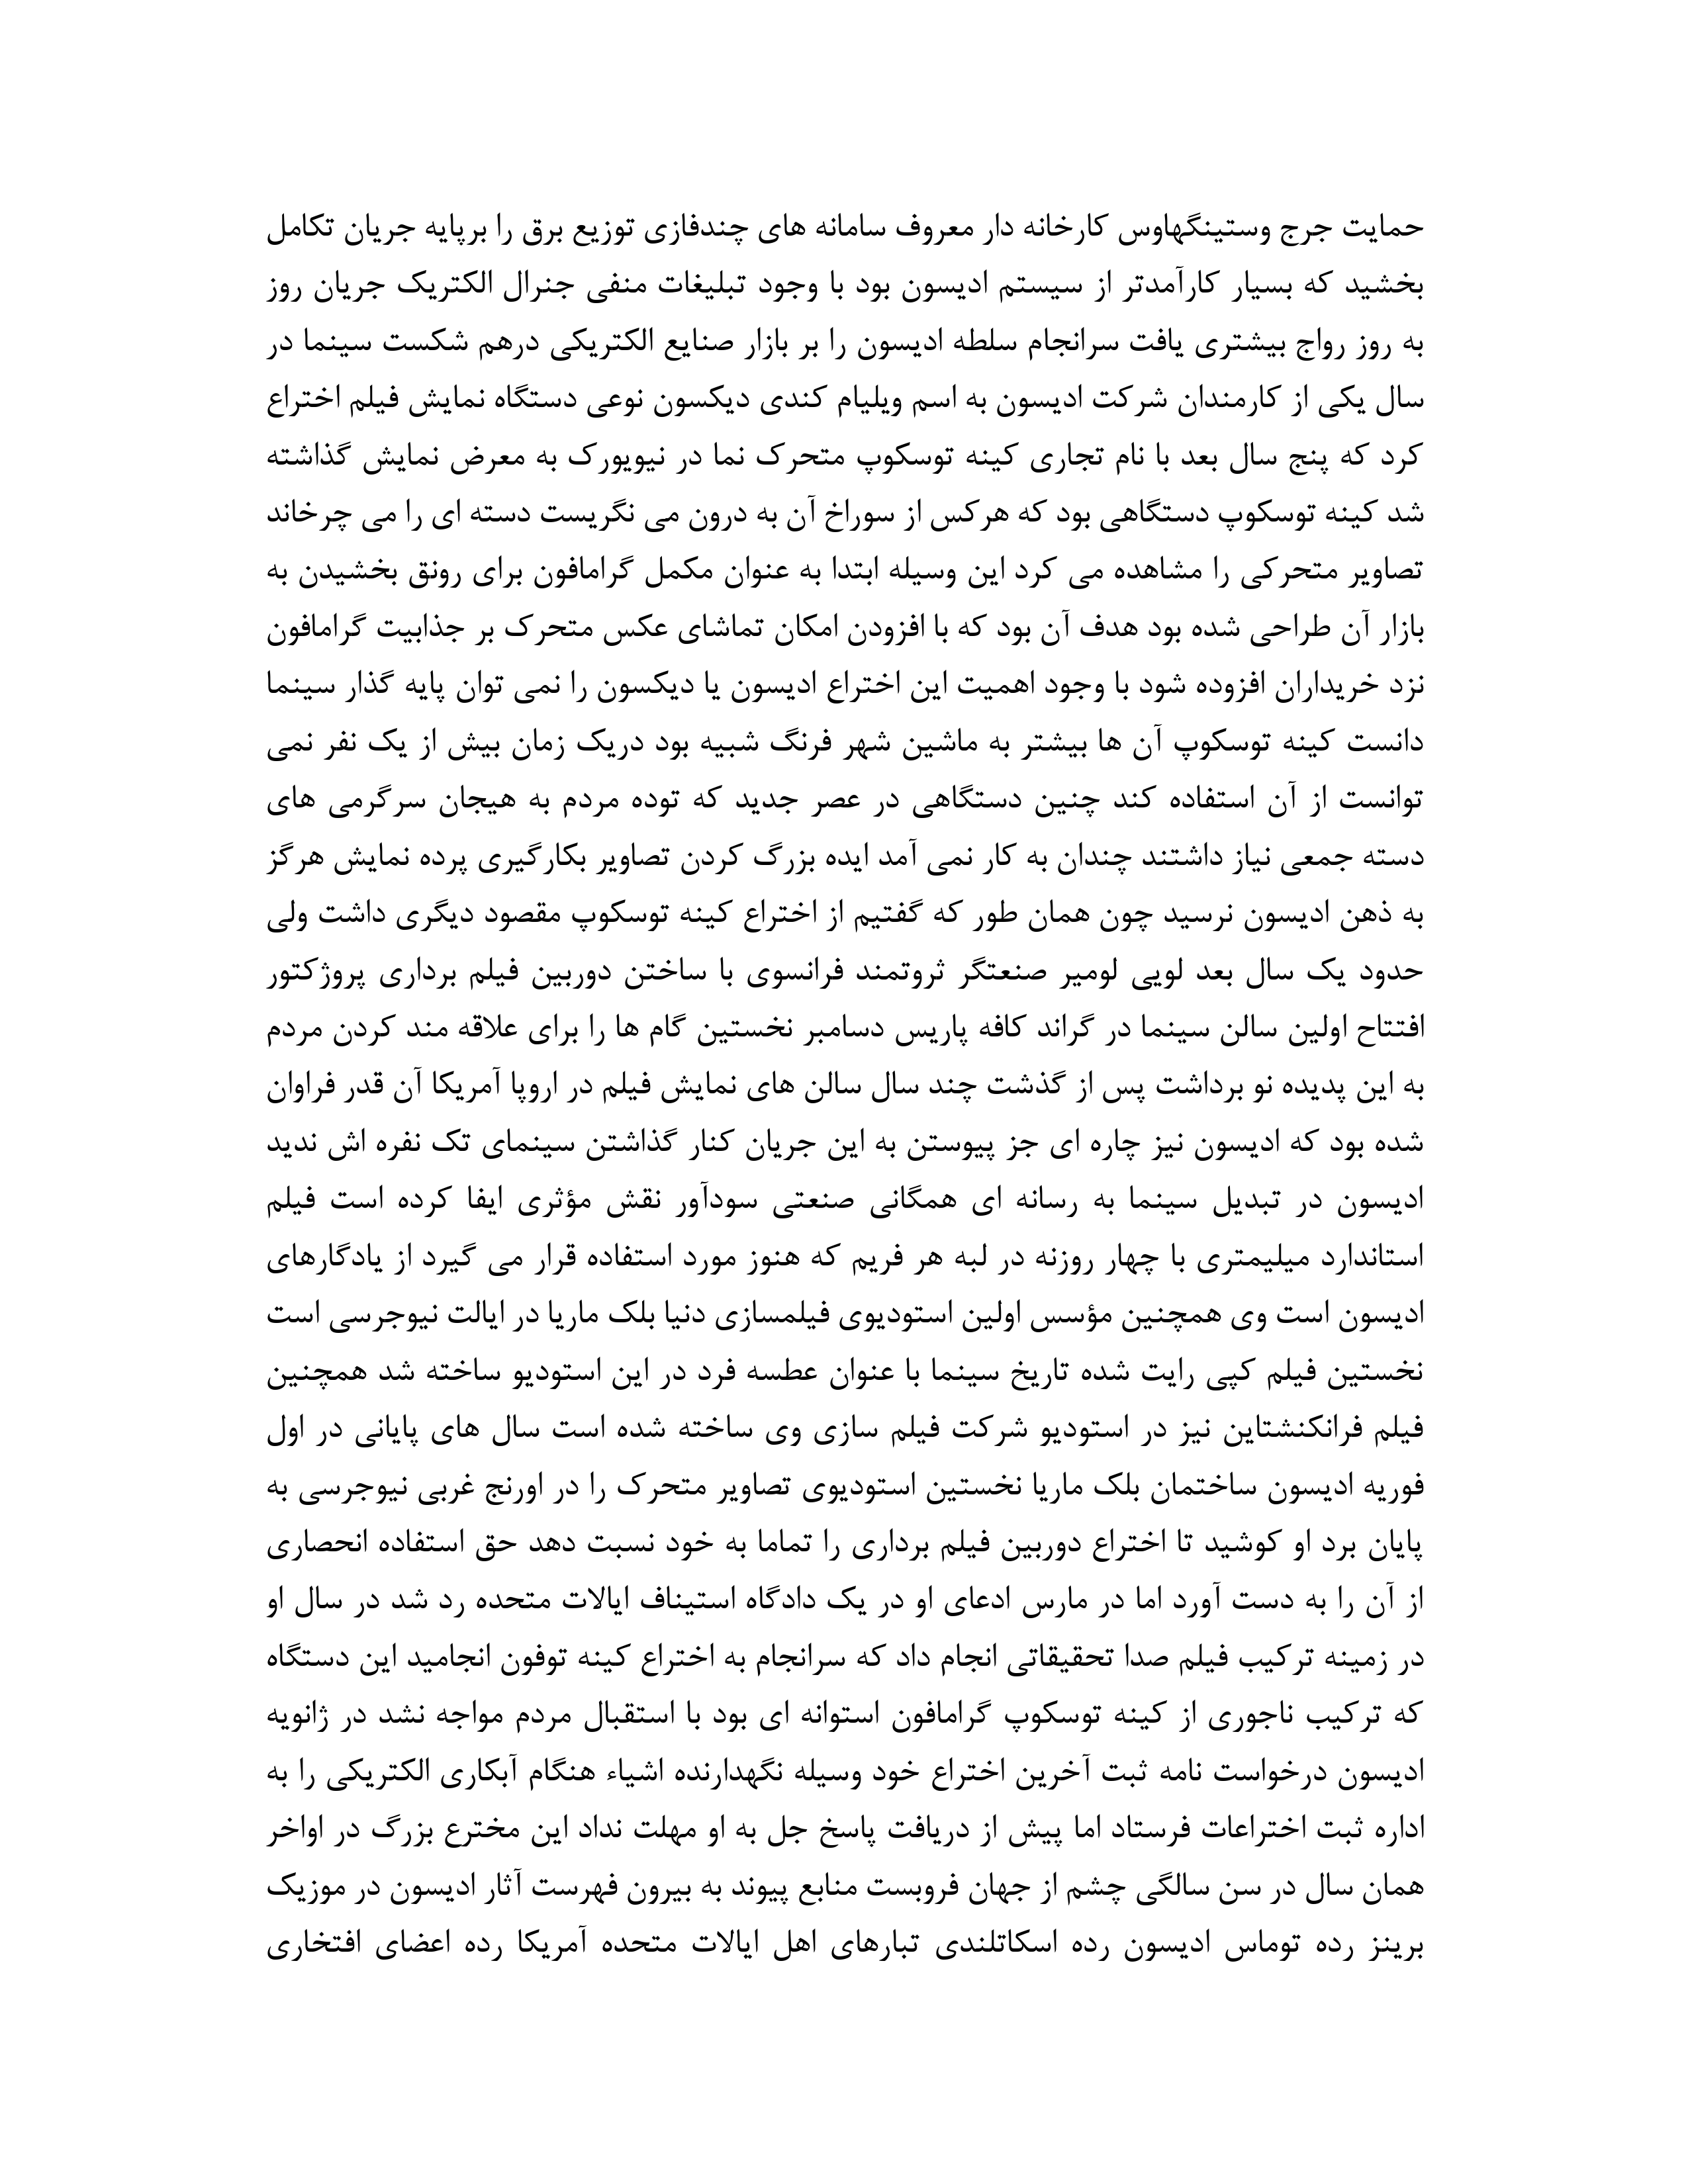 حمایت جرج وستینگهاوس کارخانه دار معروف سامانه های چندفازی توزیع برق را برپایه جریان تکامل
بخشید که بسیار کارآمدتر از سیستم ادیسون بود با وجود تبلیغات منفی جنرال الکتریک جریان روز
به روز رواج بیشتری یافت سرانجام سلطه ادیسون را بر بازار صنایع الکتریکی درهم شکست سینما در
سال یکی از کارمندان شرکت ادیسون به اسم ویلیام کندی دیکسون نوعی دستگاه نمایش فیلم اختراع
کرد که پنج سال بعد با نام تجاری کینه توسکوپ متحرک نما در نیویورک به معرض نمایش گذاشته
شد کینه توسکوپ دستگاهی بود که هرکس از سوراخ آن به درون می نگریست دسته ای را می چرخاند
تصاویر متحرکی را مشاهده می کرد این وسیله ابتدا به عنوان مکمل گرامافون برای رونق بخشیدن به
بازار آن طراحی شده بود هدف آن بود که با افزودن امکان تماشای عکس متحرک بر جذابیت گرامافون
نزد خریداران افزوده شود با وجود اهمیت این اختراع ادیسون یا دیکسون را نمی توان پایه گذار سینما
دانست کینه توسکوپ آن ها بیشتر به ماشین شهر فرنگ شبیه بود دریک زمان بیش از یک نفر نمی
توانست از آن استفاده کند چنین دستگاهی در عصر جدید که توده مردم به هیجان سرگرمی های
دسته جمعی نیاز داشتند چندان به کار نمی آمد ایده بزرگ کردن تصاویر بکارگیری پرده نمایش هرگز
به ذهن ادیسون نرسید چون همان طور که گفتیم از اختراع کینه توسکوپ مقصود دیگری داشت ولی
حدود یک سال بعد لویی لومیر صنعتگر ثروتمند فرانسوی با ساختن دوربین فیلم برداری پروژکتور
افتتاح اولین سالن سینما در گراند کافه پاریس دسامبر نخستین گام ها را برای علاقه مند کردن مردم
به این پدیده نو برداشت پس از گذشت چند سال سالن های نمایش فیلم در اروپا آمریکا آن قدر فراوان
شده بود که ادیسون نیز چاره ای جز پیوستن به این جریان کنار گذاشتن سینمای تک نفره اش ندید
ادیسون در تبدیل سینما به رسانه ای همگانی صنعتی سودآور نقش مؤثری ایفا کرده است فیلم
استاندارد میلیمتری با چهار روزنه در لبه هر فریم که هنوز مورد استفاده قرار می گیرد از یادگارهای
ادیسون است وی همچنین مؤسس اولین استودیوی فیلمسازی دنیا بلک ماریا در ایالت نیوجرسی است
نخستین فیلم کپی رایت شده تاریخ سینما با عنوان عطسه فرد در این استودیو ساخته شد همچنین
فیلم فرانکنشتاین نیز در استودیو شرکت فیلم سازی وی ساخته شده است سال های پایانی در اول
فوریه ادیسون ساختمان بلک ماریا نخستین استودیوی تصاویر متحرک را در اورنج غربی نیوجرسی به
پایان برد او کوشید تا اختراع دوربین فیلم برداری را تماما به خود نسبت دهد حق استفاده انحصاری
از آن را به دست آورد اما در مارس ادعای او در یک دادگاه استیناف ایالات متحده رد شد در سال او
در زمینه ترکیب فیلم صدا تحقیقاتی انجام داد که سرانجام به اختراع کینه توفون انجامید این دستگاه
که ترکیب ناجوری از کینه توسکوپ گرامافون استوانه ای بود با استقبال مردم مواجه نشد در ژانویه
ادیسون درخواست نامه ثبت آخرین اختراع خود وسیله نگهدارنده اشیاء هنگام آبکاری الکتریکی را به
اداره ثبت اختراعات فرستاد اما پیش از دریافت پاسخ جل به او مهلت نداد این مخترع بزرگ در اواخر
همان سال در سن سالگی چشم از جهان فروبست منابع پیوند به بیرون فهرست آثار ادیسون در موزیک
برینز رده توماس ادیسون رده اسکاتلندی تبارهای اهل ایالات متحده آمریکا رده اعضای افتخاری